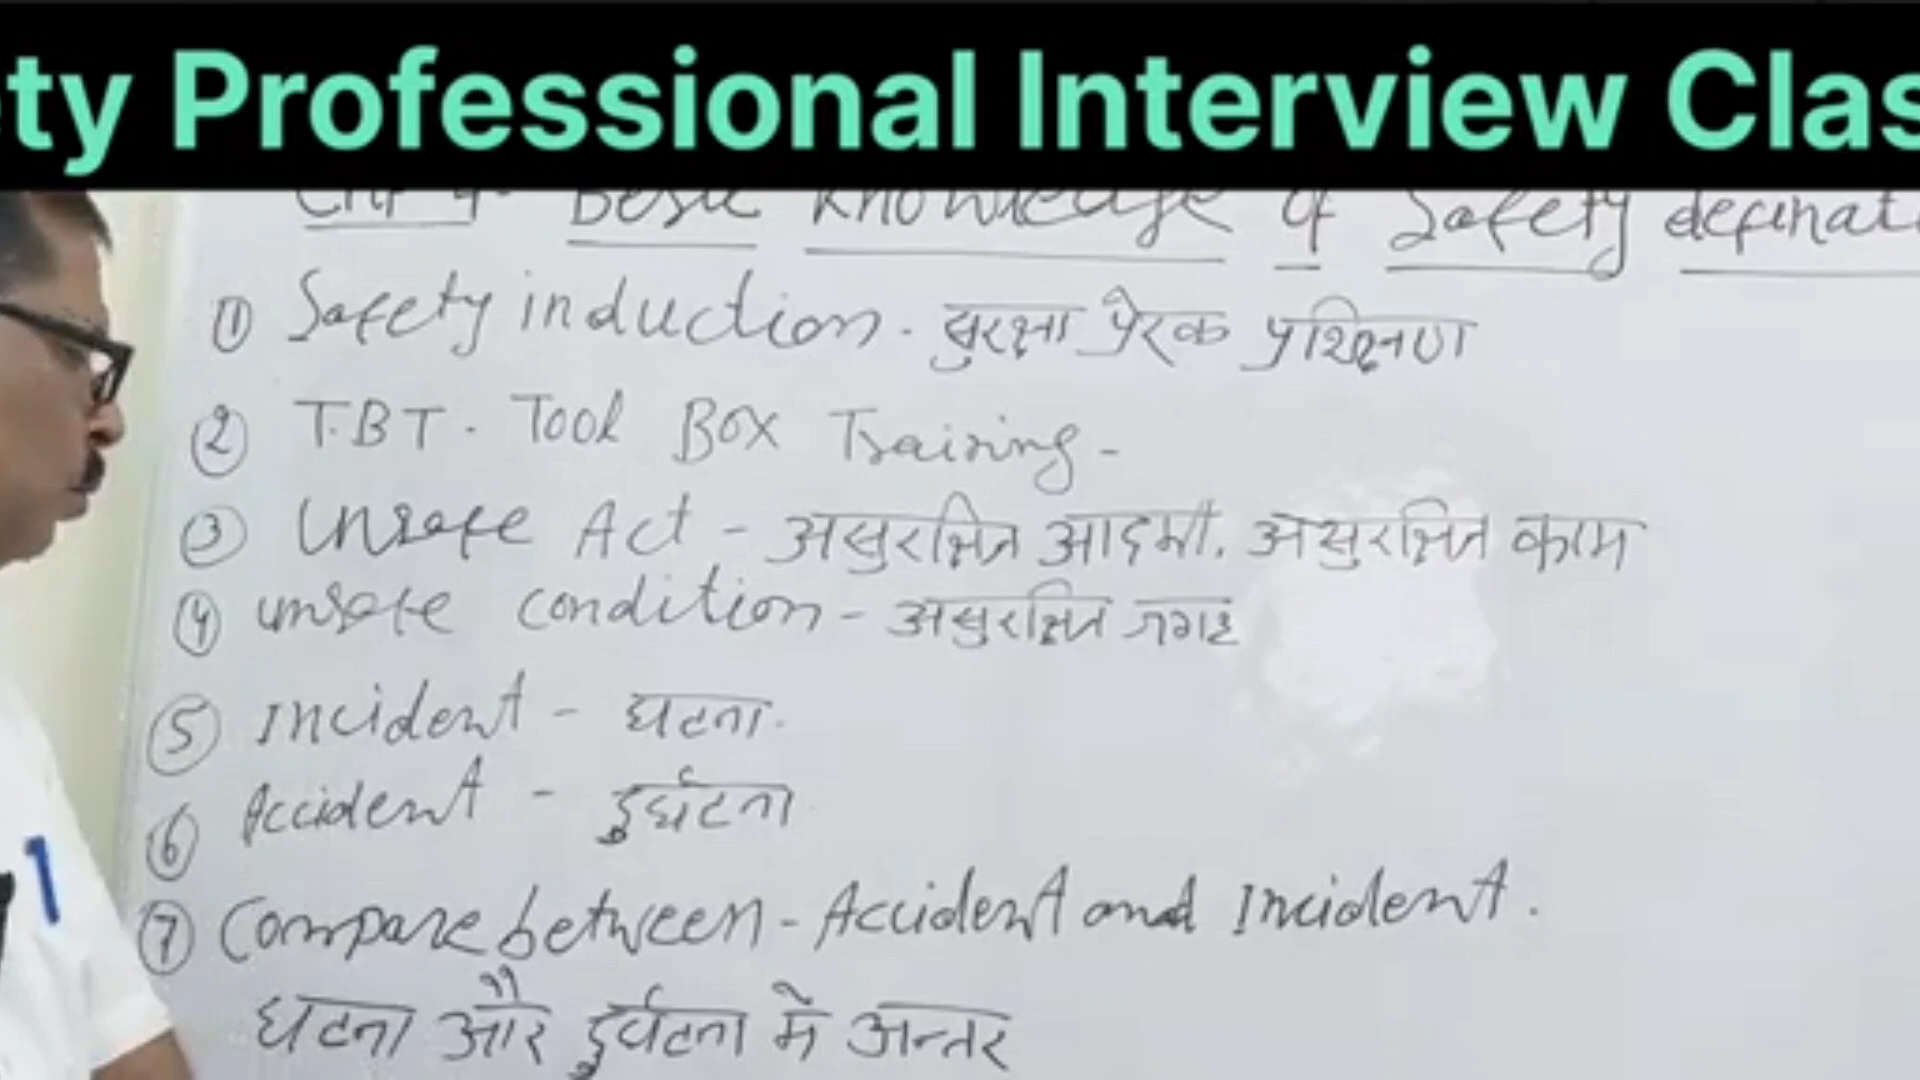 ty Professional Interview Clas
Basic Knowledge of Safety definat
① Safety induction - सुरक्षा प्रेरक प्रशिक्षण
② T.B.T - Tool Box Training -
③ Unsafe Act - असुरक्षित आदमी, असुरक्षित काम
④ unsafe condition - असुरक्षित जगह
⑤ Incident - घटना.
⑥ Accident - दुर्घटना
⑦ Compare between - Accident and Incident.
घटना और दुर्घटना में अन्तर